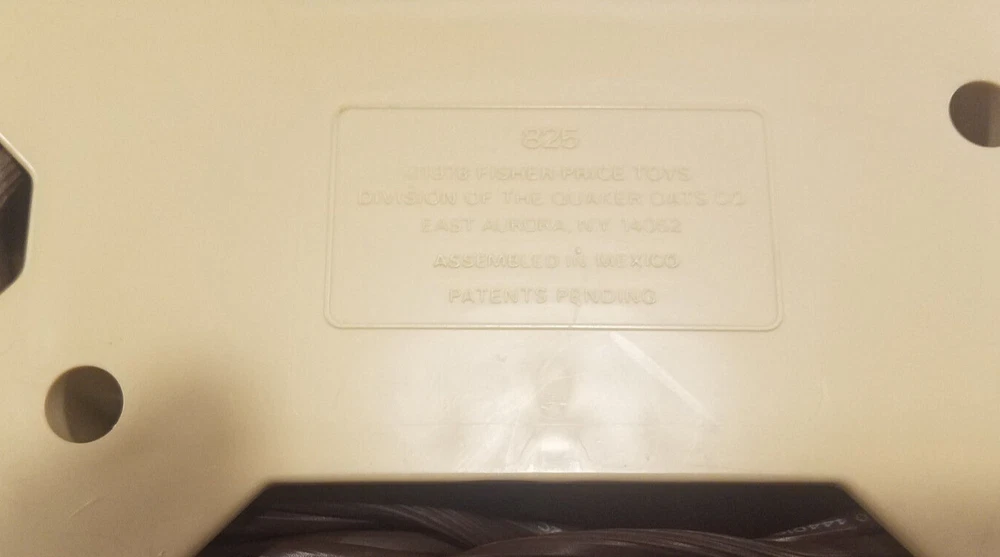 825
©1978 FISHER-PRICE TOYS
DIVISION OF THE QUAKER OATS CO
EAST AURORA, N.Y. 14052
ASSEMBLED IN MEXICO
PATENTS PENDING